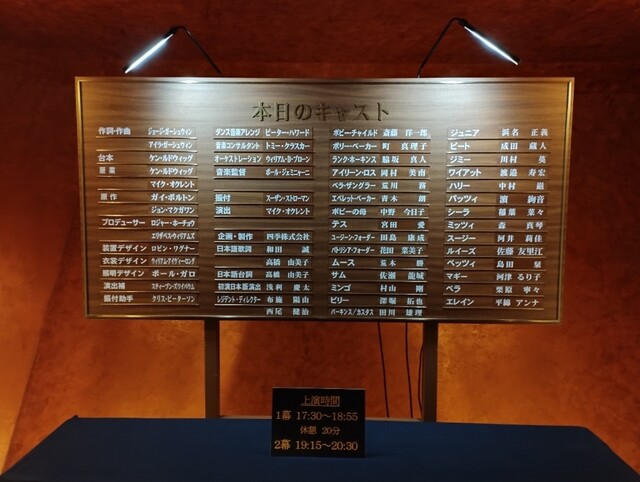 本日のキャスト
作詞・作曲 ジョージ・ガーシュウィン
アイラ・ガーシュウィン
台本 ケン・ルドウィッグ
原案 ケン・ルドウィッグ
マイク・オクレント
原作 ガイ・ボルトン
ジョン・マクガワン
プロデューサー ロジャー・ホーチョウ
エリザベス・ウィリアムズ
装置デザイン ロビン・ワグナー
衣裳デザイン ウィリアム・アイヴィ・ロング
照明デザイン ポール・ガロ
演出補 スティーブン・ズワイベウム
振付助手 クリス・ピーターソン
ダンス音楽アレンジ ピーター・ハワード
音楽コンサルタント トミー・クラスカー
オーケストレーション ウィリアム・D・ブローン
音楽監督 ポール・ジェミニャーニ
振付 スーザン・ストローマン
演出 マイク・オクレント
企画・製作 四季株式会社
日本語歌詞 和田 誠
高橋 由美子
日本語台詞 高橋 由美子
初演日本語演出 浅利 慶太
レジデント・ディレクター 布施 陽由
西尾 健治
ボビー・チャイルド 斎藤 洋一郎
ポリー・ベーカー 町 真理子
ランク・ホーキンス 脇坂 真人
アイリーン・ロス 岡村 美南
ベラ・ザングラー 荒川 務
エベレット・ベーカー 青木 朗
ボビーの母 中野 今日子
テス 宮田 愛
ユージーン・フォーダー 田島 康成
パトリシア・フォーダー 花田 菜美子
ムース 荒木 勝
サム 佐瀬 龍城
ミンゴ 村山 剛
ビリー 深堀 拓也
パーキンス/カスタス 田川 雄理
ジュニア 浜名 正義
ピート 成田 蔵人
ジミー 川村 英
ワイアット 渡邉 寿宏
ハリー 中村 巌
パッツィ 濱 絢音
シーラ 稲葉 菜々
ミッツィ 森 真琴
スージー 河井 莉佳
ルイーズ 佐藤 友里江
ベッツィ 島田 栞
マギー 河津 るり子
ベラ 栗原 寧々
エレイン 平綿 アンナ
上演時間
1幕 17:30～18:55
休憩 20分
2幕 19:15～20:30